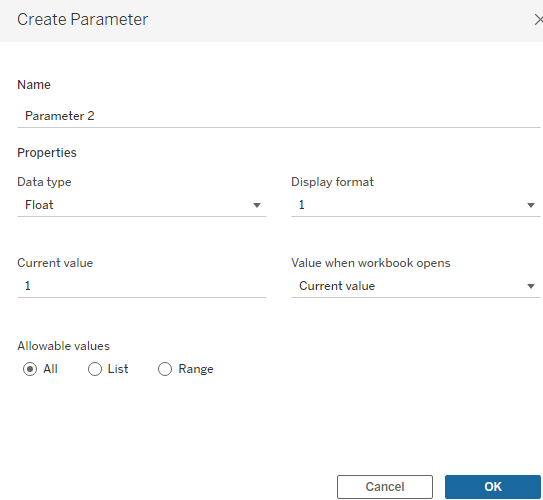 Create Parameter
Name
Parameter 2
Properties
Data type
Display format
Float
1
Current value
Value when workbook opens
1
Current value
Allowable values
All
List
Range
Cancel
OK